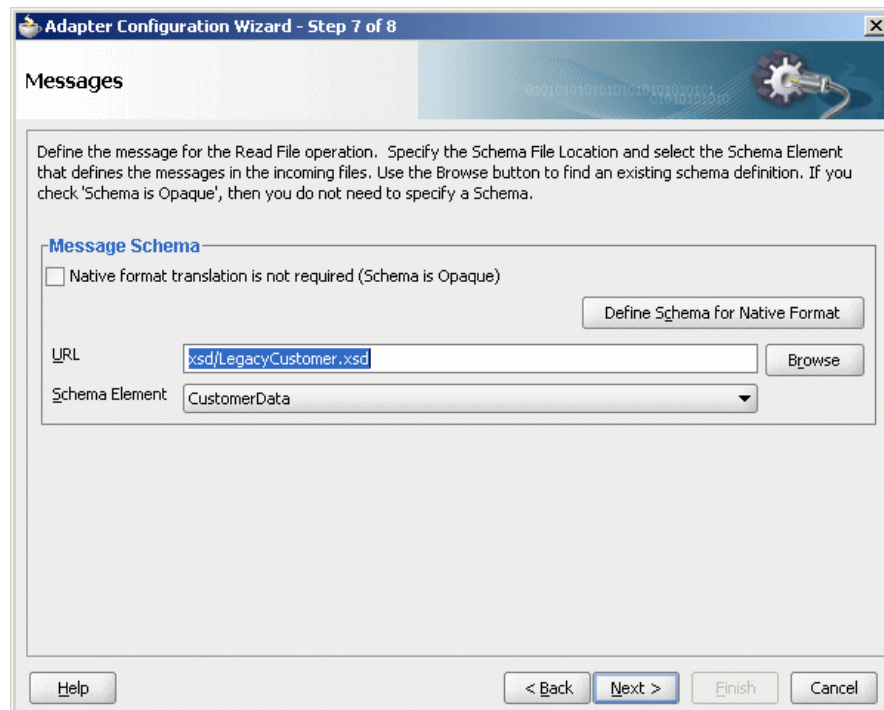 Adapter Configuration Wizard - Step 7 of 8
Messages
Define the message for the Read File operation.  Specify the Schema File Location and select the Schema Element
that defines the messages in the incoming files. Use the Browse button to find an existing schema definition. If you
check 'Schema is Opaque', then you do not need to specify a Schema.
Message Schema
Native format translation is not required (Schema is Opaque)
Define Schema for Native Format
URL xsd/LegacyCustomer.xsd Browse
Schema Element CustomerData
Help < Back Next > Finish Cancel